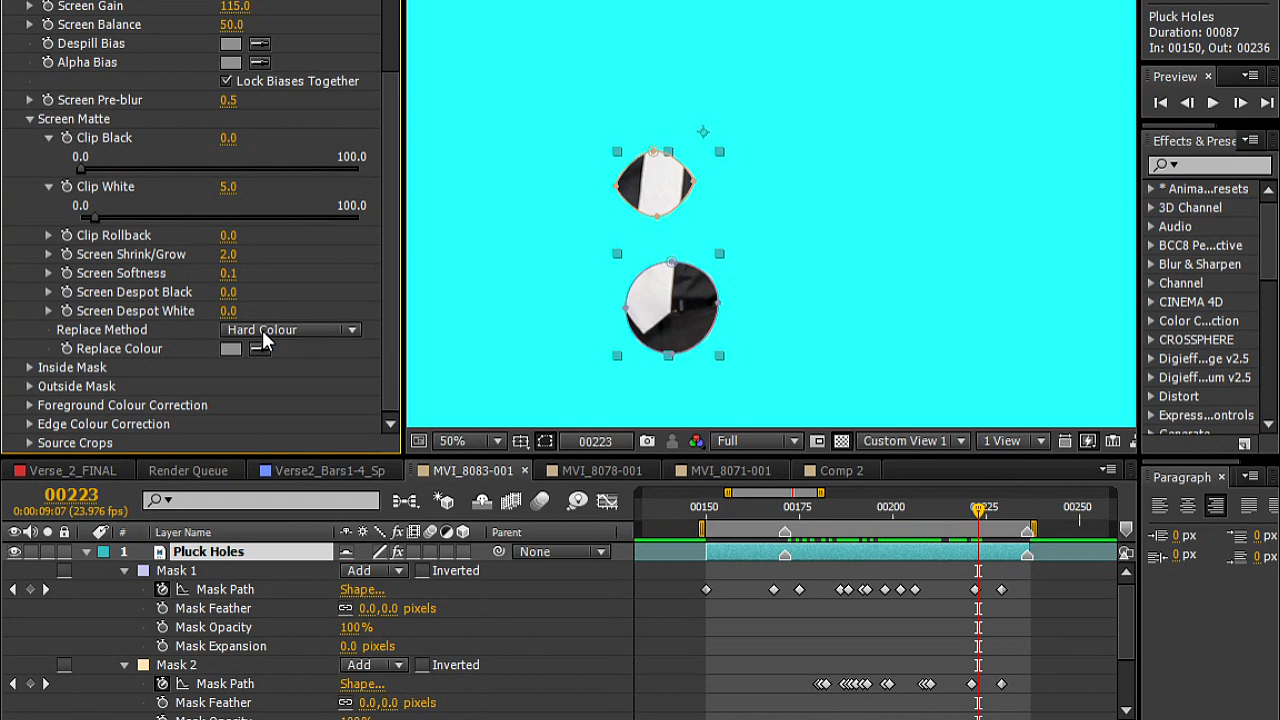 Screen Gain 115.0
Screen Balance 50.0
Despill Bias
Alpha Bias
Lock Biases Together
Screen Pre-blur 0.5
Screen Matte
Clip Black 0.0
0.0 100.0
Clip White 5.0
0.0 100.0
Clip Rollback 0.0
Screen Shrink/Grow 2.0
Screen Softness 0.1
Screen Despot Black 0.0
Screen Despot White 0.0
Replace Method Hard Colour
Replace Colour
Inside Mask
Outside Mask
Foreground Colour Correction
Edge Colour Correction
Source Crops
50% 00223 Full Custom View 1 1 View
Pluck Holes
Duration: 00087
In: 00150, Out: 00236
Preview ×
Effects & Prese
* Anima...resets
3D Channel
Audio
BCC8 Pe...ctive
Blur & Sharpen
Channel
CINEMA 4D
Color C...ction
CROSSPHERE
Digieff...ge v2.5
Digieff...um v2.5
Distort
Express...ontrols
Generate
Verse_2_FINAL Render Queue Verse2_Bars1-4_Sp MVI_8083-001 × MVI_8078-001 MVI_8071-001 Comp 2
00223
0:00:09:07 (23.976 fps)
00150 00175 00200 00225 00250
# Layer Name fx Parent
1 Pluck Holes fx None
Mask 1 Add Inverted
Mask Path Shape...
Mask Feather 0.0,0.0 pixels
Mask Opacity 100%
Mask Expansion 0.0 pixels
Mask 2 Add Inverted
Mask Path Shape...
Mask Feather 0.0,0.0 pixels
Mask Opacity 100%
Paragraph ×
0 px 0 px
0 px 0 p